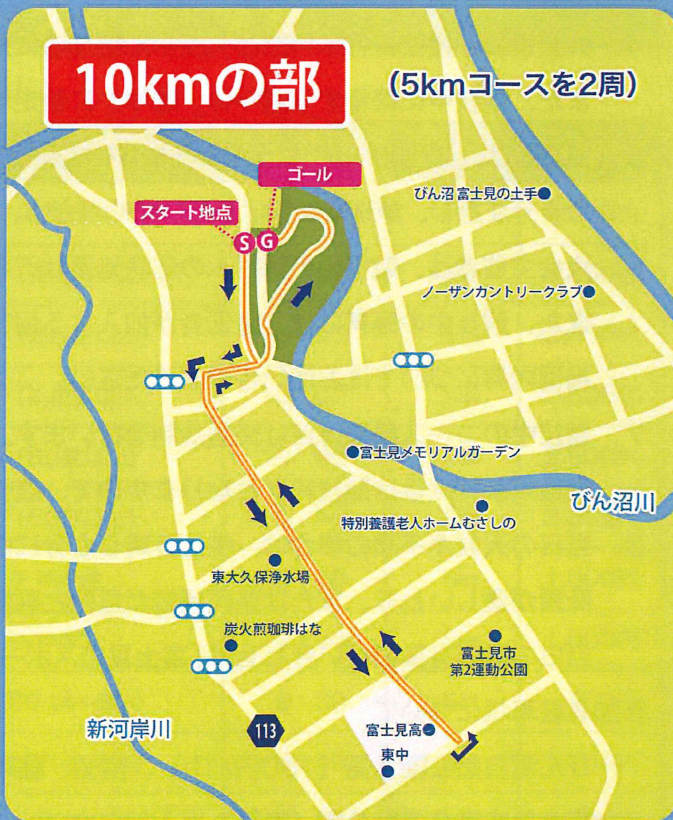 10kmの部
(5kmコースを2周)
ゴール
スタート地点
S G
びん沼 富士見の土手
ノーザンカントリークラブ
富士見メモリアルガーデン
びん沼川
特別養護老人ホームむさしの
東大久保浄水場
炭火煎珈琲はな
富士見市
第2運動公園
新河岸川
113
富士見高
東中